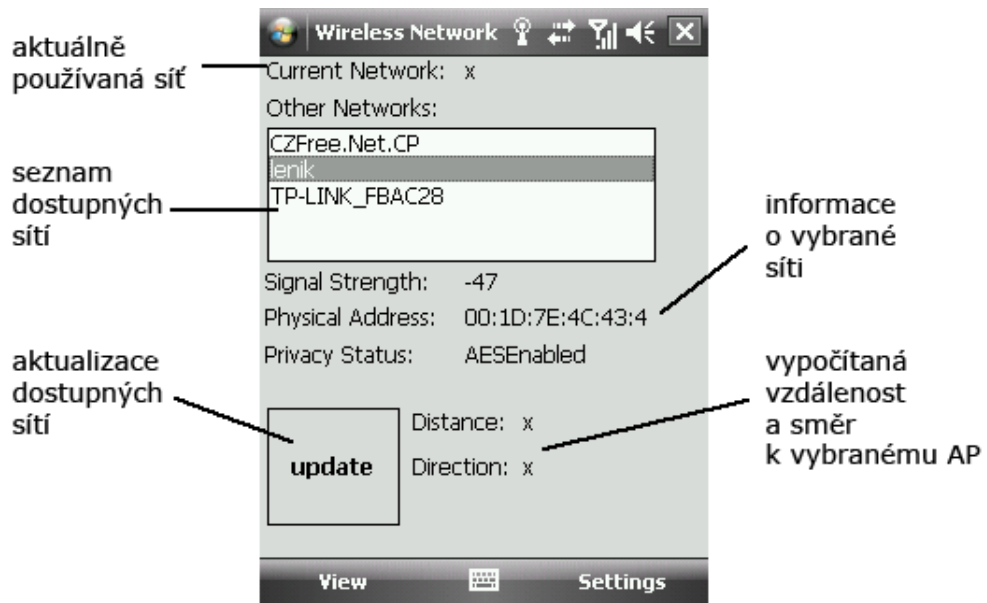 Wireless Network
aktuálně
používaná síť
Current Network: x
Other Networks:
CZFree.Net.CP
lenik
TP-LINK_FBAC28
seznam
dostupných
sítí
informace
o vybrané
síti
Signal Strength: -47
Physical Address: 00:1D:7E:4C:43:4
Privacy Status: AESEnabled
aktualizace
dostupných
sítí
vypočítaná
vzdálenost
a směr
k vybranému AP
update
Distance: x
Direction: x
View
Settings